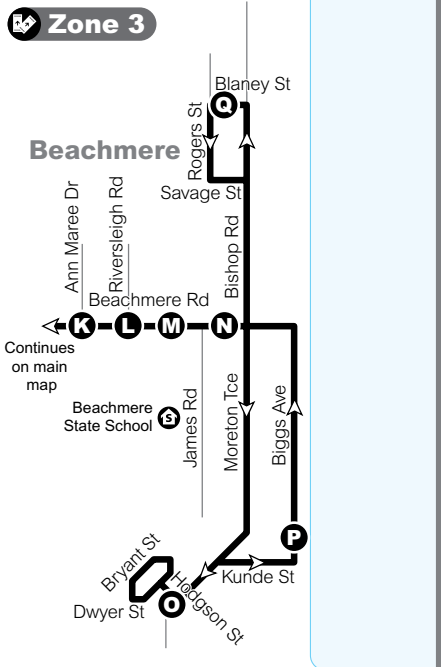 Zone 3
Blaney St
Q
Rogers St
Beachmere
Savage St
Ann Maree Dr
Riversleigh Rd
Bishop Rd
Beachmere Rd
K
L
M
N
Continues
on main
map
Beachmere
State School
S
James Rd
Moreton Tce
Biggs Ave
P
Bryant St
Kunde St
Hodgson St
Dwyer St
O